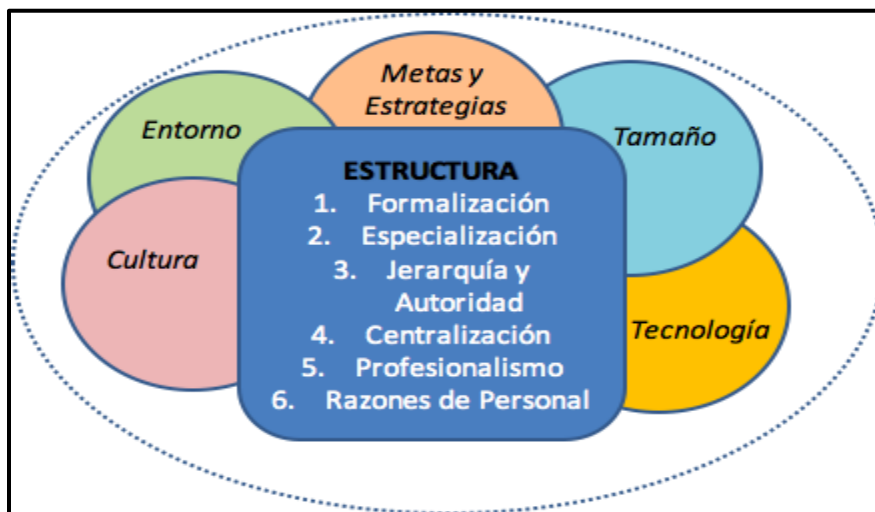 Metas y
Estrategias
Entorno
Tamaño
Cultura
Tecnología
ESTRUCTURA
1. Formalización
2. Especialización
3. Jerarquía y
Autoridad
4. Centralización
5. Profesionalismo
6. Razones de Personal